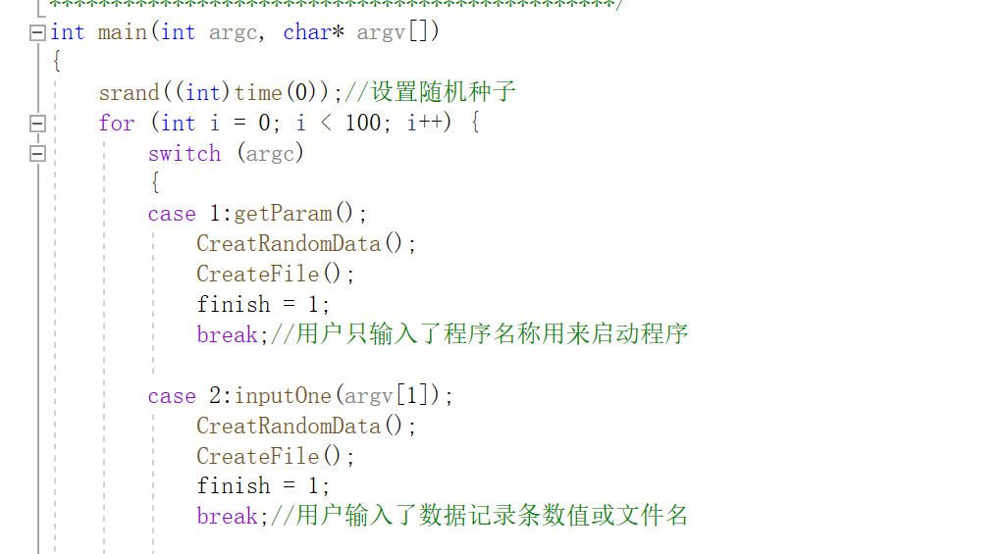 **********************************************/
int main(int argc, char* argv[])
{
srand((int)time(0));//设置随机种子
for (int i = 0; i < 100; i++) {
switch (argc)
{
case 1:getParam();
CreatRandomData();
CreateFile();
finish = 1;
break;//用户只输入了程序名称用来启动程序
case 2:inputOne(argv[1]);
CreatRandomData();
CreateFile();
finish = 1;
break;//用户输入了数据记录条数值或文件名